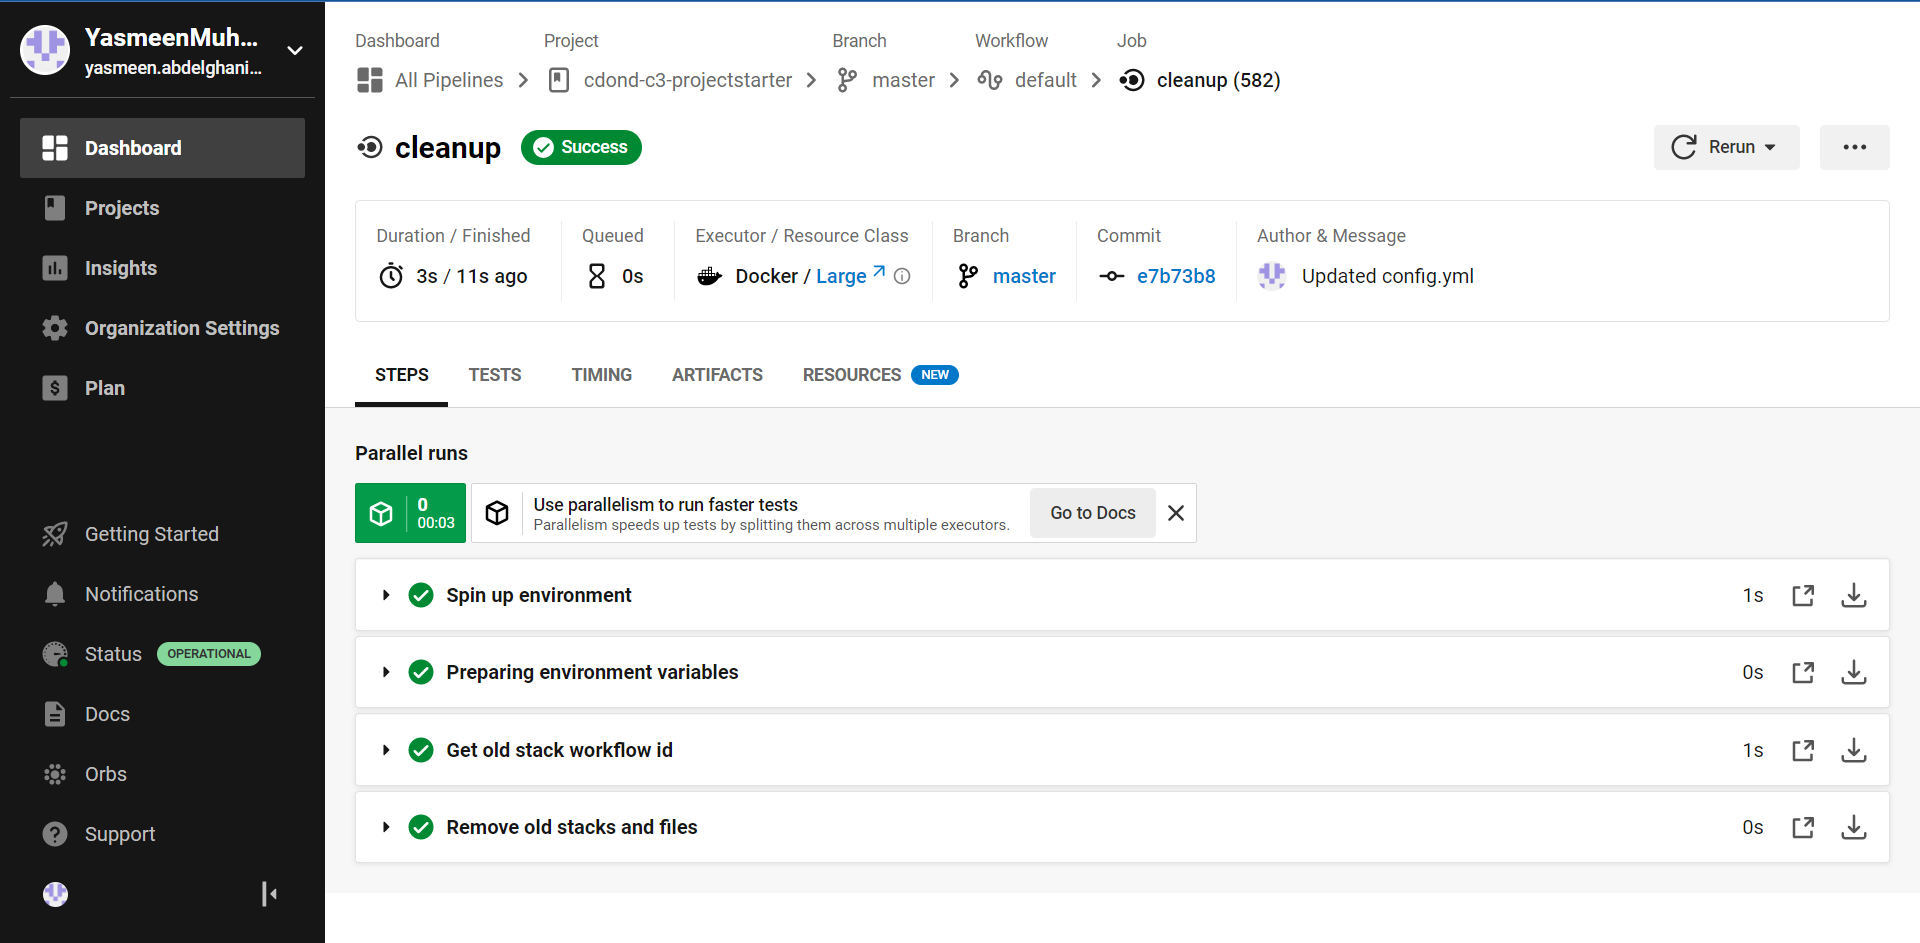 YasmeenMuh...
yasmeen.abdelghani...
Dashboard
Projects
Insights
Organization Settings
Plan
Getting Started
Notifications
Status OPERATIONAL
Docs
Orbs
Support
Dashboard Project Branch Workflow Job
All Pipelines cdond-c3-projectstarter master default cleanup (582)
cleanup Success Rerun
Duration / Finished Queued Executor / Resource Class Branch Commit Author & Message
3s / 11s ago 0s Docker / Large master e7b73b8 Updated config.yml
STEPS TESTS TIMING ARTIFACTS RESOURCES NEW
Parallel runs
0
00:03
Use parallelism to run faster tests
Parallelism speeds up tests by splitting them across multiple executors.
Go to Docs
Spin up environment 1s
Preparing environment variables 0s
Get old stack workflow id 1s
Remove old stacks and files 0s